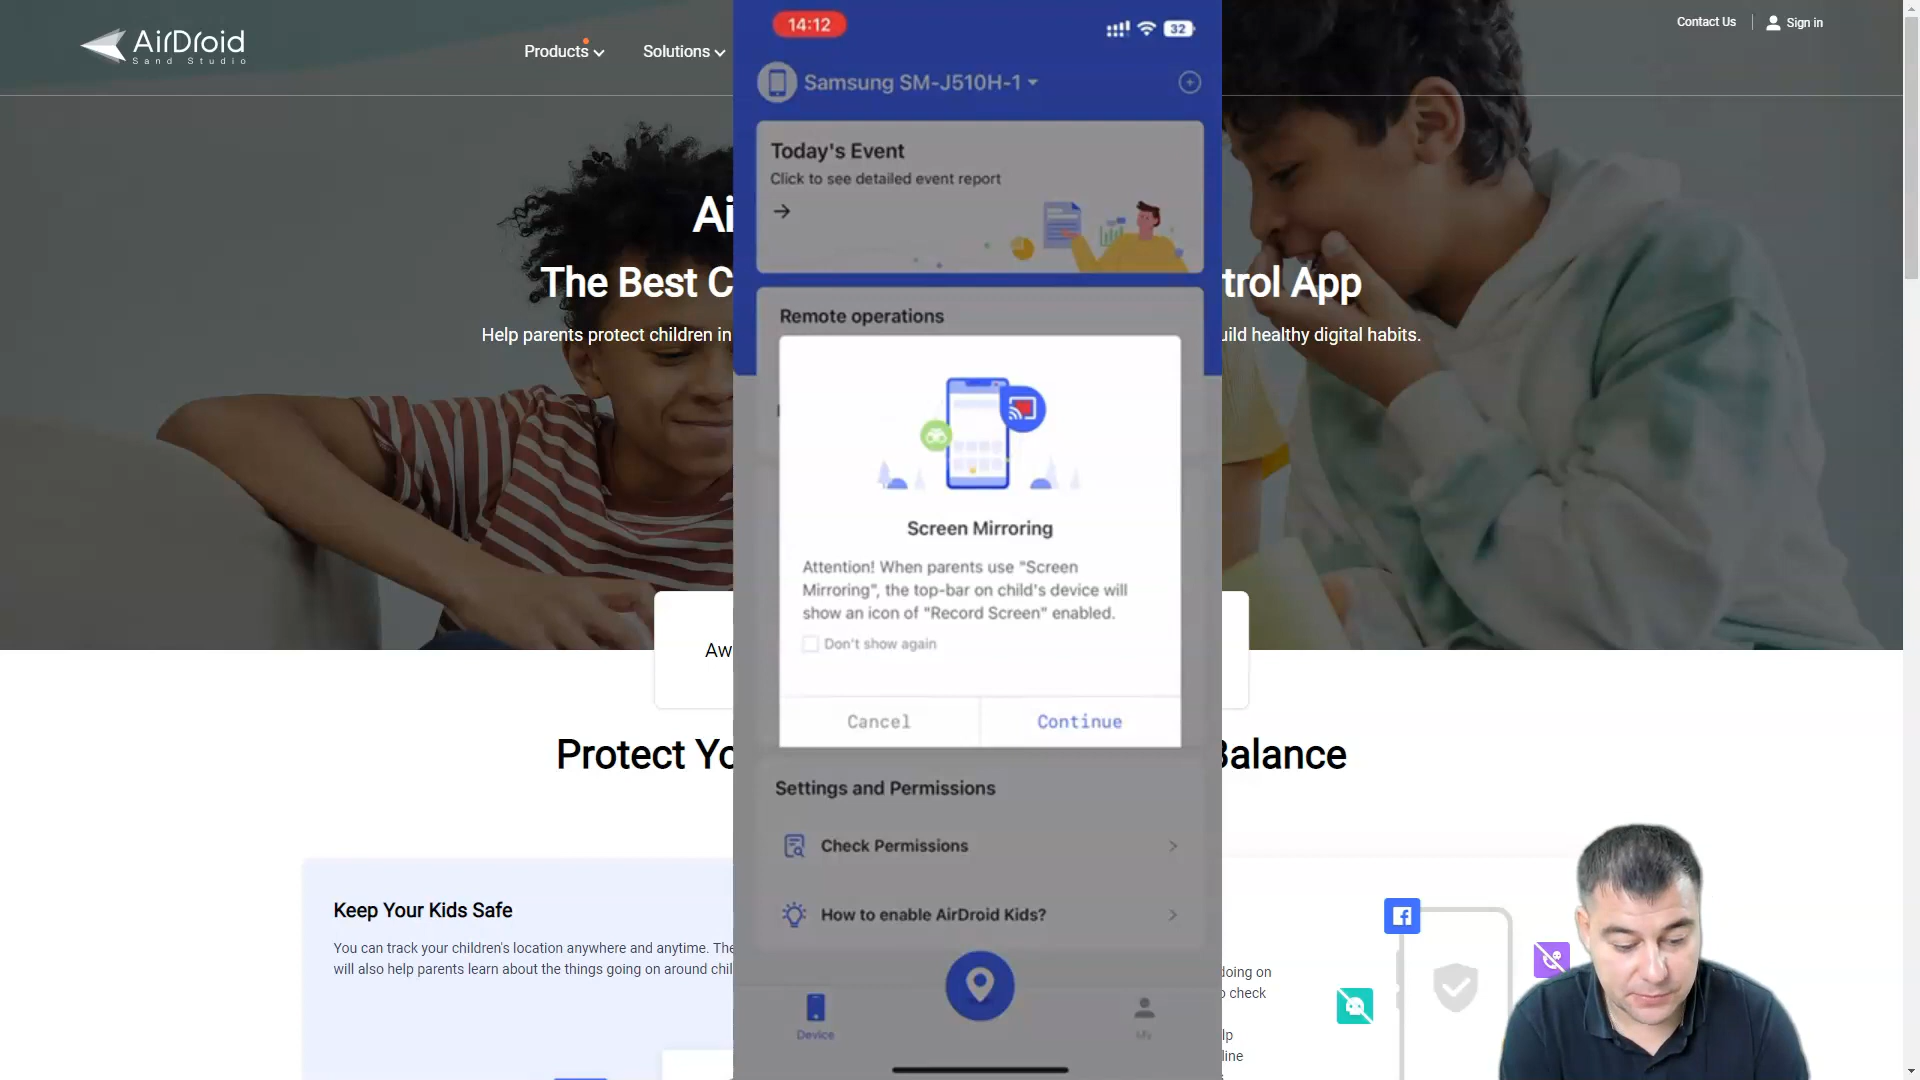 AirDroid
Sand Studio
Products
Solutions
Contact Us
Sign in
14:12
32
Samsung SM-J510H-1
Today's Event
Click to see detailed event report
Ai
The Best C
trol App
Help parents protect children in
uild healthy digital habits.
Remote operations
Screen Mirroring
Attention! When parents use "Screen
Mirroring", the top-bar on child's device will
show an icon of "Record Screen" enabled.
Don't show again
Cancel
Continue
Aw
Protect Yo
Balance
Settings and Permissions
Check Permissions
How to enable AirDroid Kids?
Device
My
Keep Your Kids Safe
You can track your children's location anywhere and anytime. The
will also help parents learn about the things going on around chil
doing on
o check
lp
line